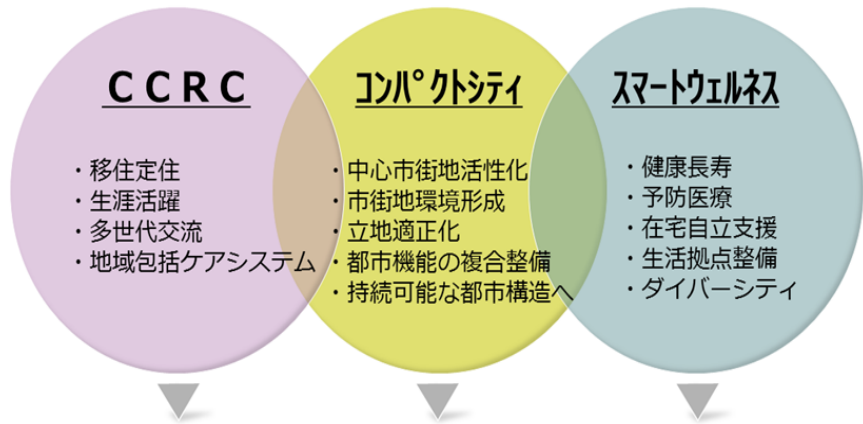 ＣＣＲＣ
・移住定住
・生涯活躍
・多世代交流
・地域包括ケアシステム
ｺﾝﾊﾟｸﾄｼﾃｨ
・中心市街地活性化
・市街地環境形成
・立地適正化
・都市機能の複合整備
・持続可能な都市構造へ
ｽﾏｰﾄｳｪﾙﾈｽ
・健康長寿
・予防医療
・在宅自立支援
・生活拠点整備
・ダイバーシティ